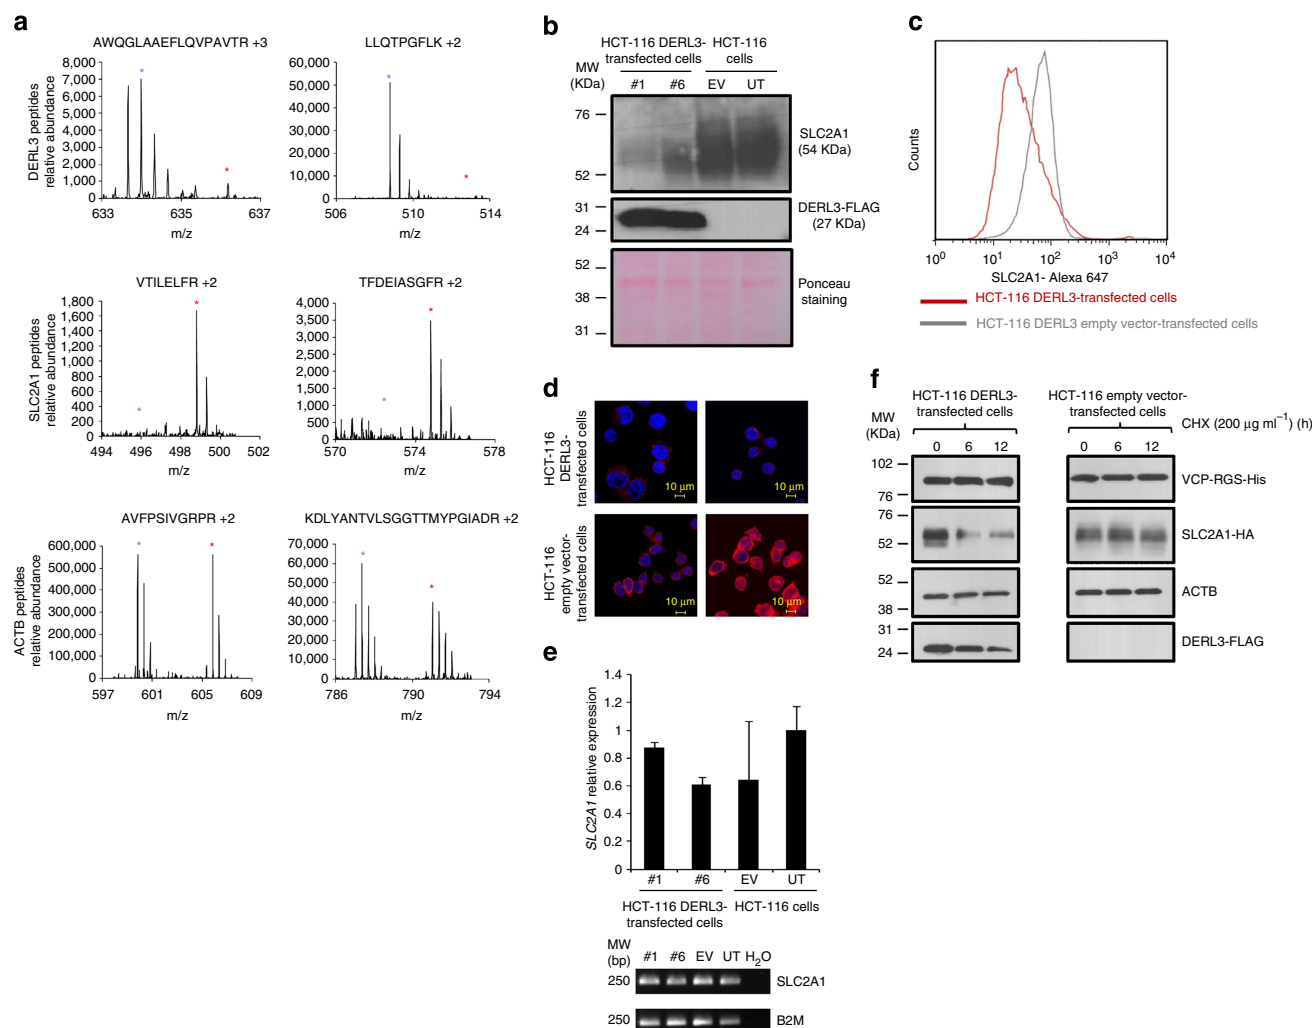 a
AWQGLAAEFLQVPAVTR +3
DERL3 peptides
relative abundance
8,000
7,000
6,000
5,000
4,000
3,000
2,000
1,000
0
*
*
633 635 637
m/z
LLQTPGFLK +2
60,000
50,000
40,000
30,000
20,000
10,000
0
*
*
506 510 514
m/z
VTILELFR +2
SLC2A1 peptides
relative abundance
1,800
1,600
1,400
1,200
1,000
800
600
400
200
0
*
*
494 496 498 500 502
m/z
TFDEIASGFR +2
4,000
3,500
3,000
2,500
2,000
1,500
1,000
500
0
*
*
570 574 578
m/z
AVFPSIVGRPR +2
ACTB peptides
relative abundance
600,000
500,000
400,000
300,000
200,000
100,000
0
*
*
597 601 605 609
m/z
KDLYANTVLSGGTTMYPGIADR +2
70,000
60,000
50,000
40,000
30,000
20,000
10,000
0
*
*
786 790 794
m/z
b
HCT-116 DERL3-
transfected cells
HCT-116
cells
MW
(KDa)
#1 #6 EV UT
76
52
SLC2A1
(54 KDa)
31
24
DERL3-FLAG
(27 KDa)
52
38
31
Ponceau
staining
c
Counts
10⁰ 10¹ 10² 10³ 10⁴
SLC2A1- Alexa 647
HCT-116 DERL3-transfected cells
HCT-116 DERL3 empty vector-transfected cells
d
HCT-116
DERL3-
transfected cells
10 µm
10 µm
HCT-116
empty vector-
transfected cells
10 µm
10 µm
e
SLC2A1 relative expression
1.4
1.2
1
0.8
0.6
0.4
0.2
0
#1 #6 EV UT
HCT-116 DERL3-
transfected cells
HCT-116 cells
MW
(bp)
#1 #6 EV UT H₂O
250
SLC2A1
250
B2M
f
HCT-116 DERL3-
transfected cells
HCT-116 empty vector-
transfected cells
CHX (200 µg ml⁻¹) (h)
MW
(KDa)
0 6 12
0 6 12
102
76
VCP-RGS-His
76
52
SLC2A1-HA
52
38
ACTB
31
24
DERL3-FLAG